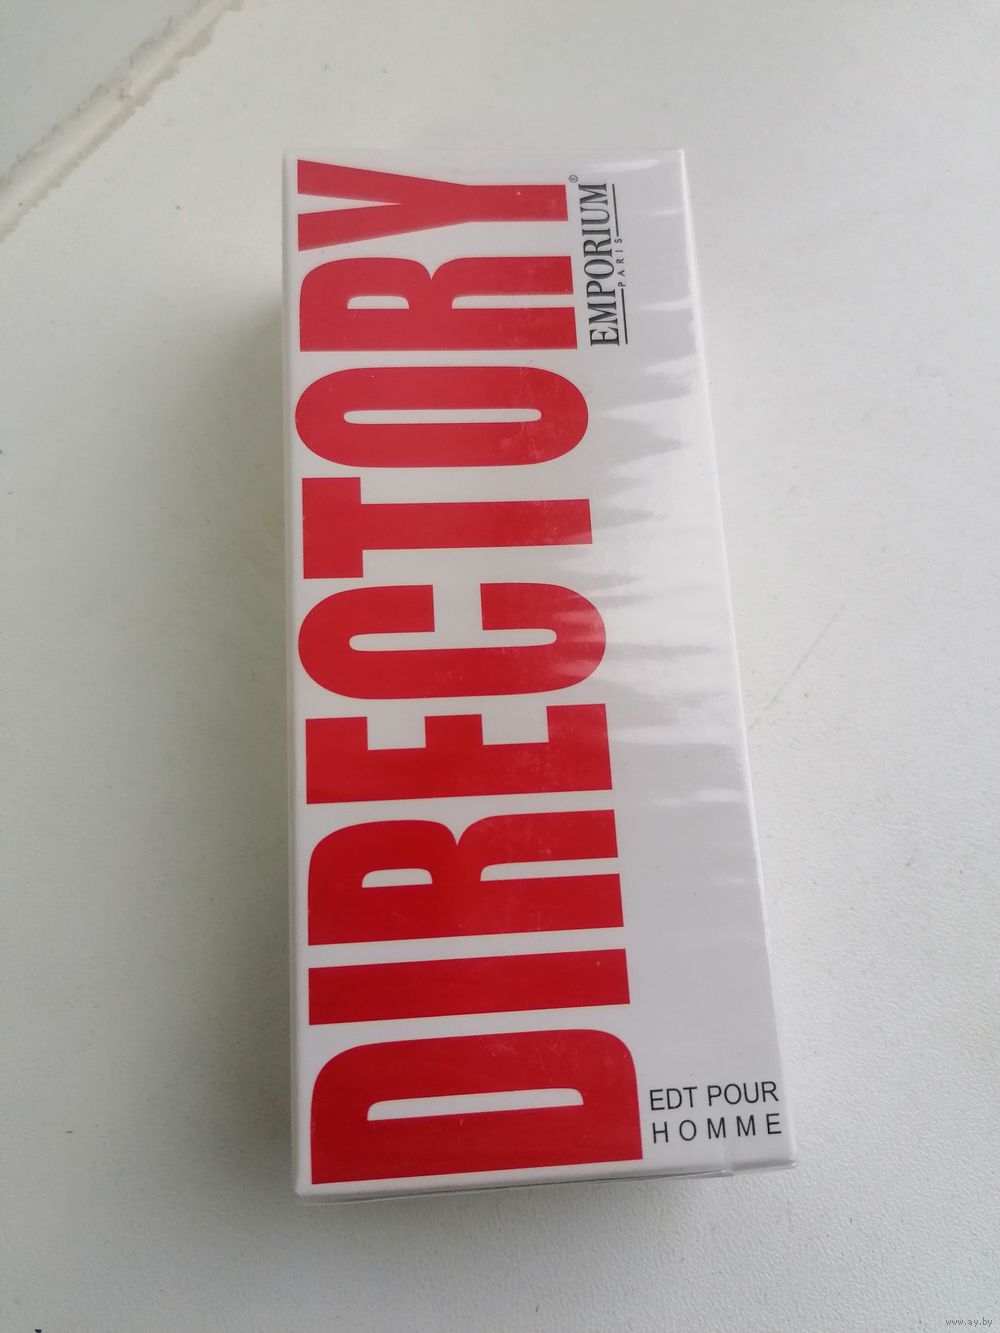 DIRECTORY
EMPORIUM®
PARIS
EDT POUR
HOMME
www.ay.by